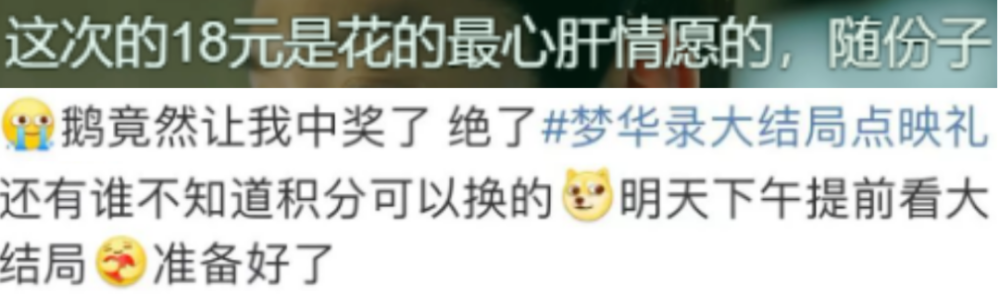 这次的18元是花的最心肝情愿的，随份子
鹅竟然让我中奖了 绝了#梦华录大结局点映礼
还有谁不知道积分可以换的明天下午提前看大
结局准备好了